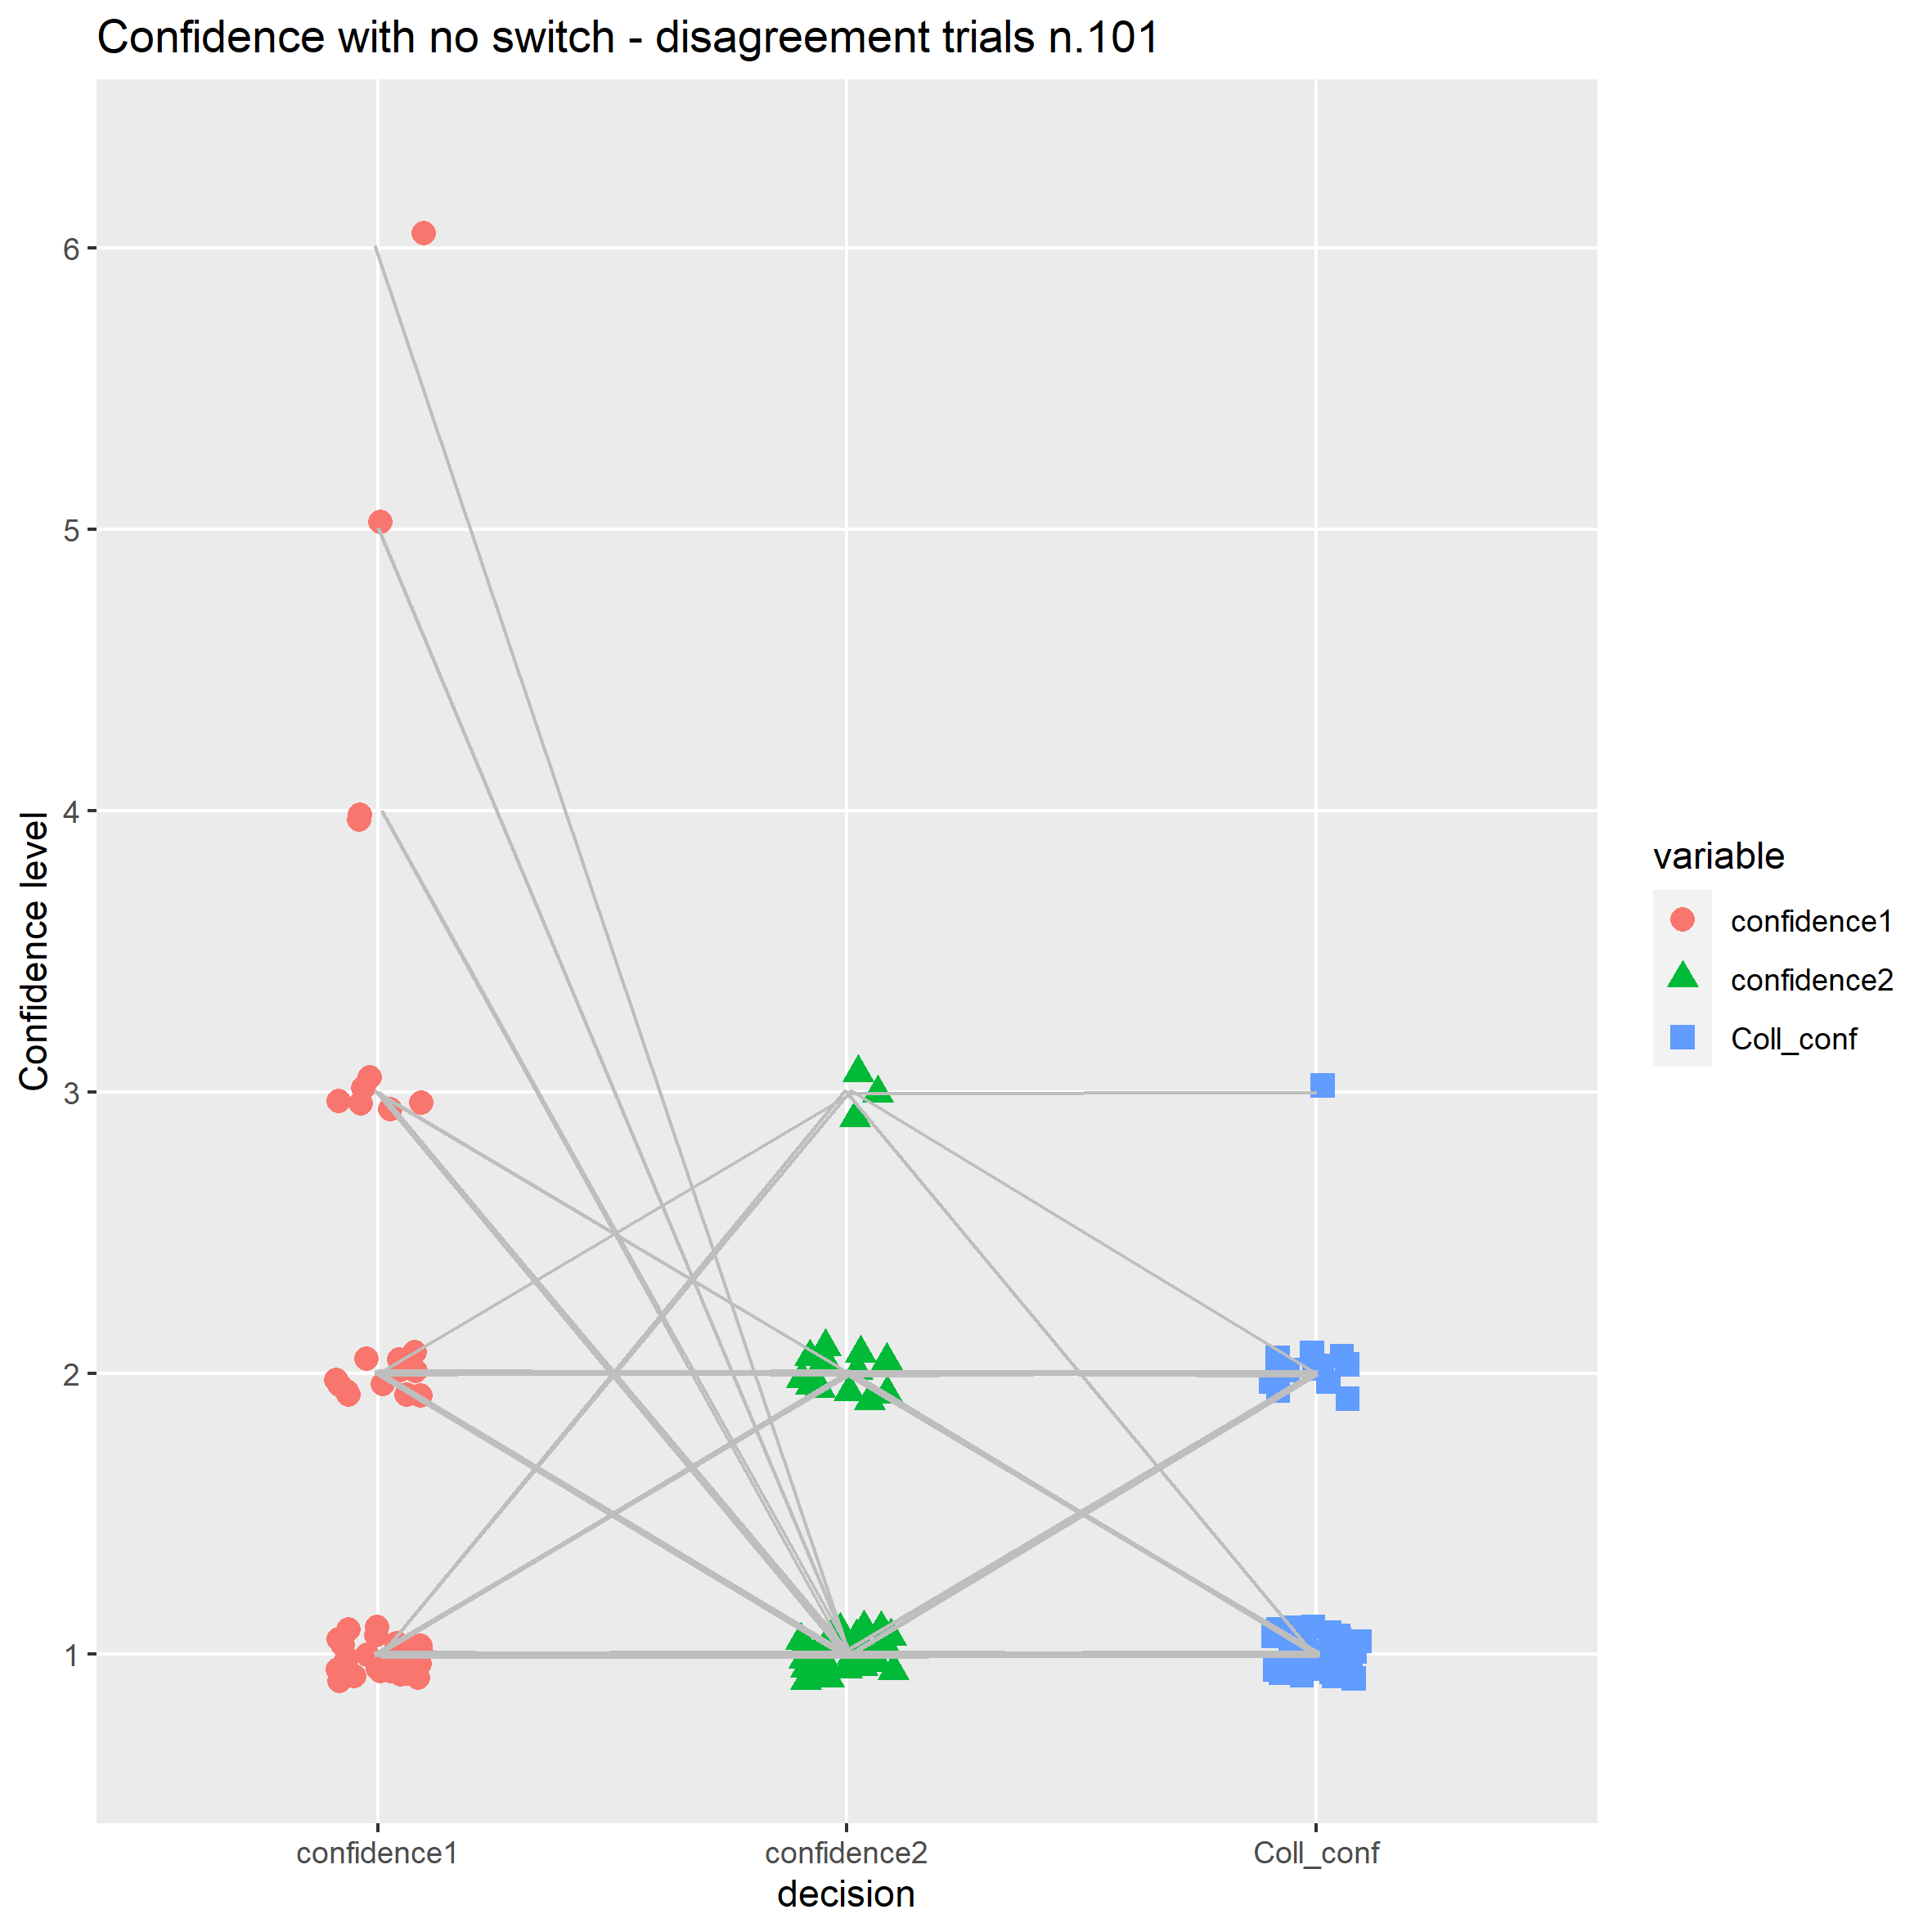 Confidence with no switch - disagreement trials n.101
Confidence level
6
5
4
3
2
1
confidence1
confidence2
Coll_conf
decision
variable
confidence1
confidence2
Coll_conf